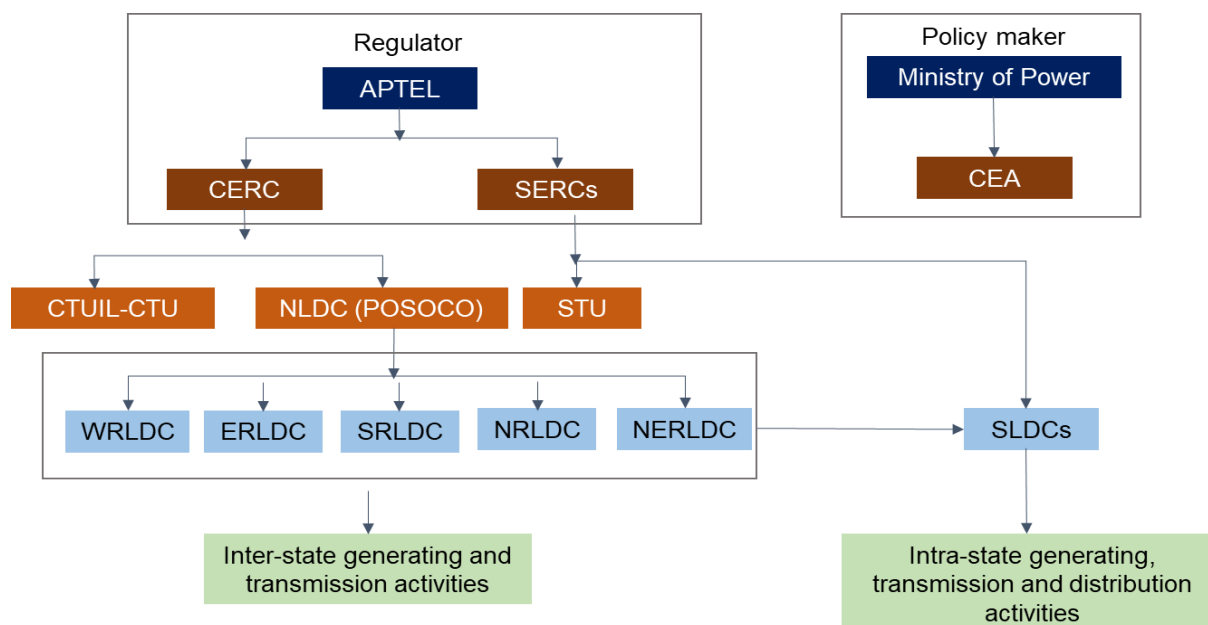 Regulator
Policy maker
APTEL
Ministry of Power
CERC
SERCs
CEA
CTUIL-CTU
NLDC (POSOCO)
STU
WRLDC
ERLDC
SRLDC
NRLDC
NERLDC
SLDCs
Inter-state generating and
transmission activities
Intra-state generating,
transmission and distribution
activities